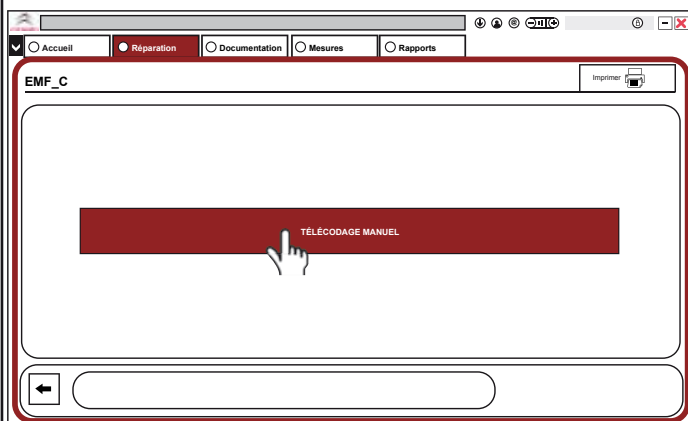 Accueil
Réparation
Documentation
Mesures
Rapports
EMF_C
Imprimer
TÉLÉCODAGE MANUEL